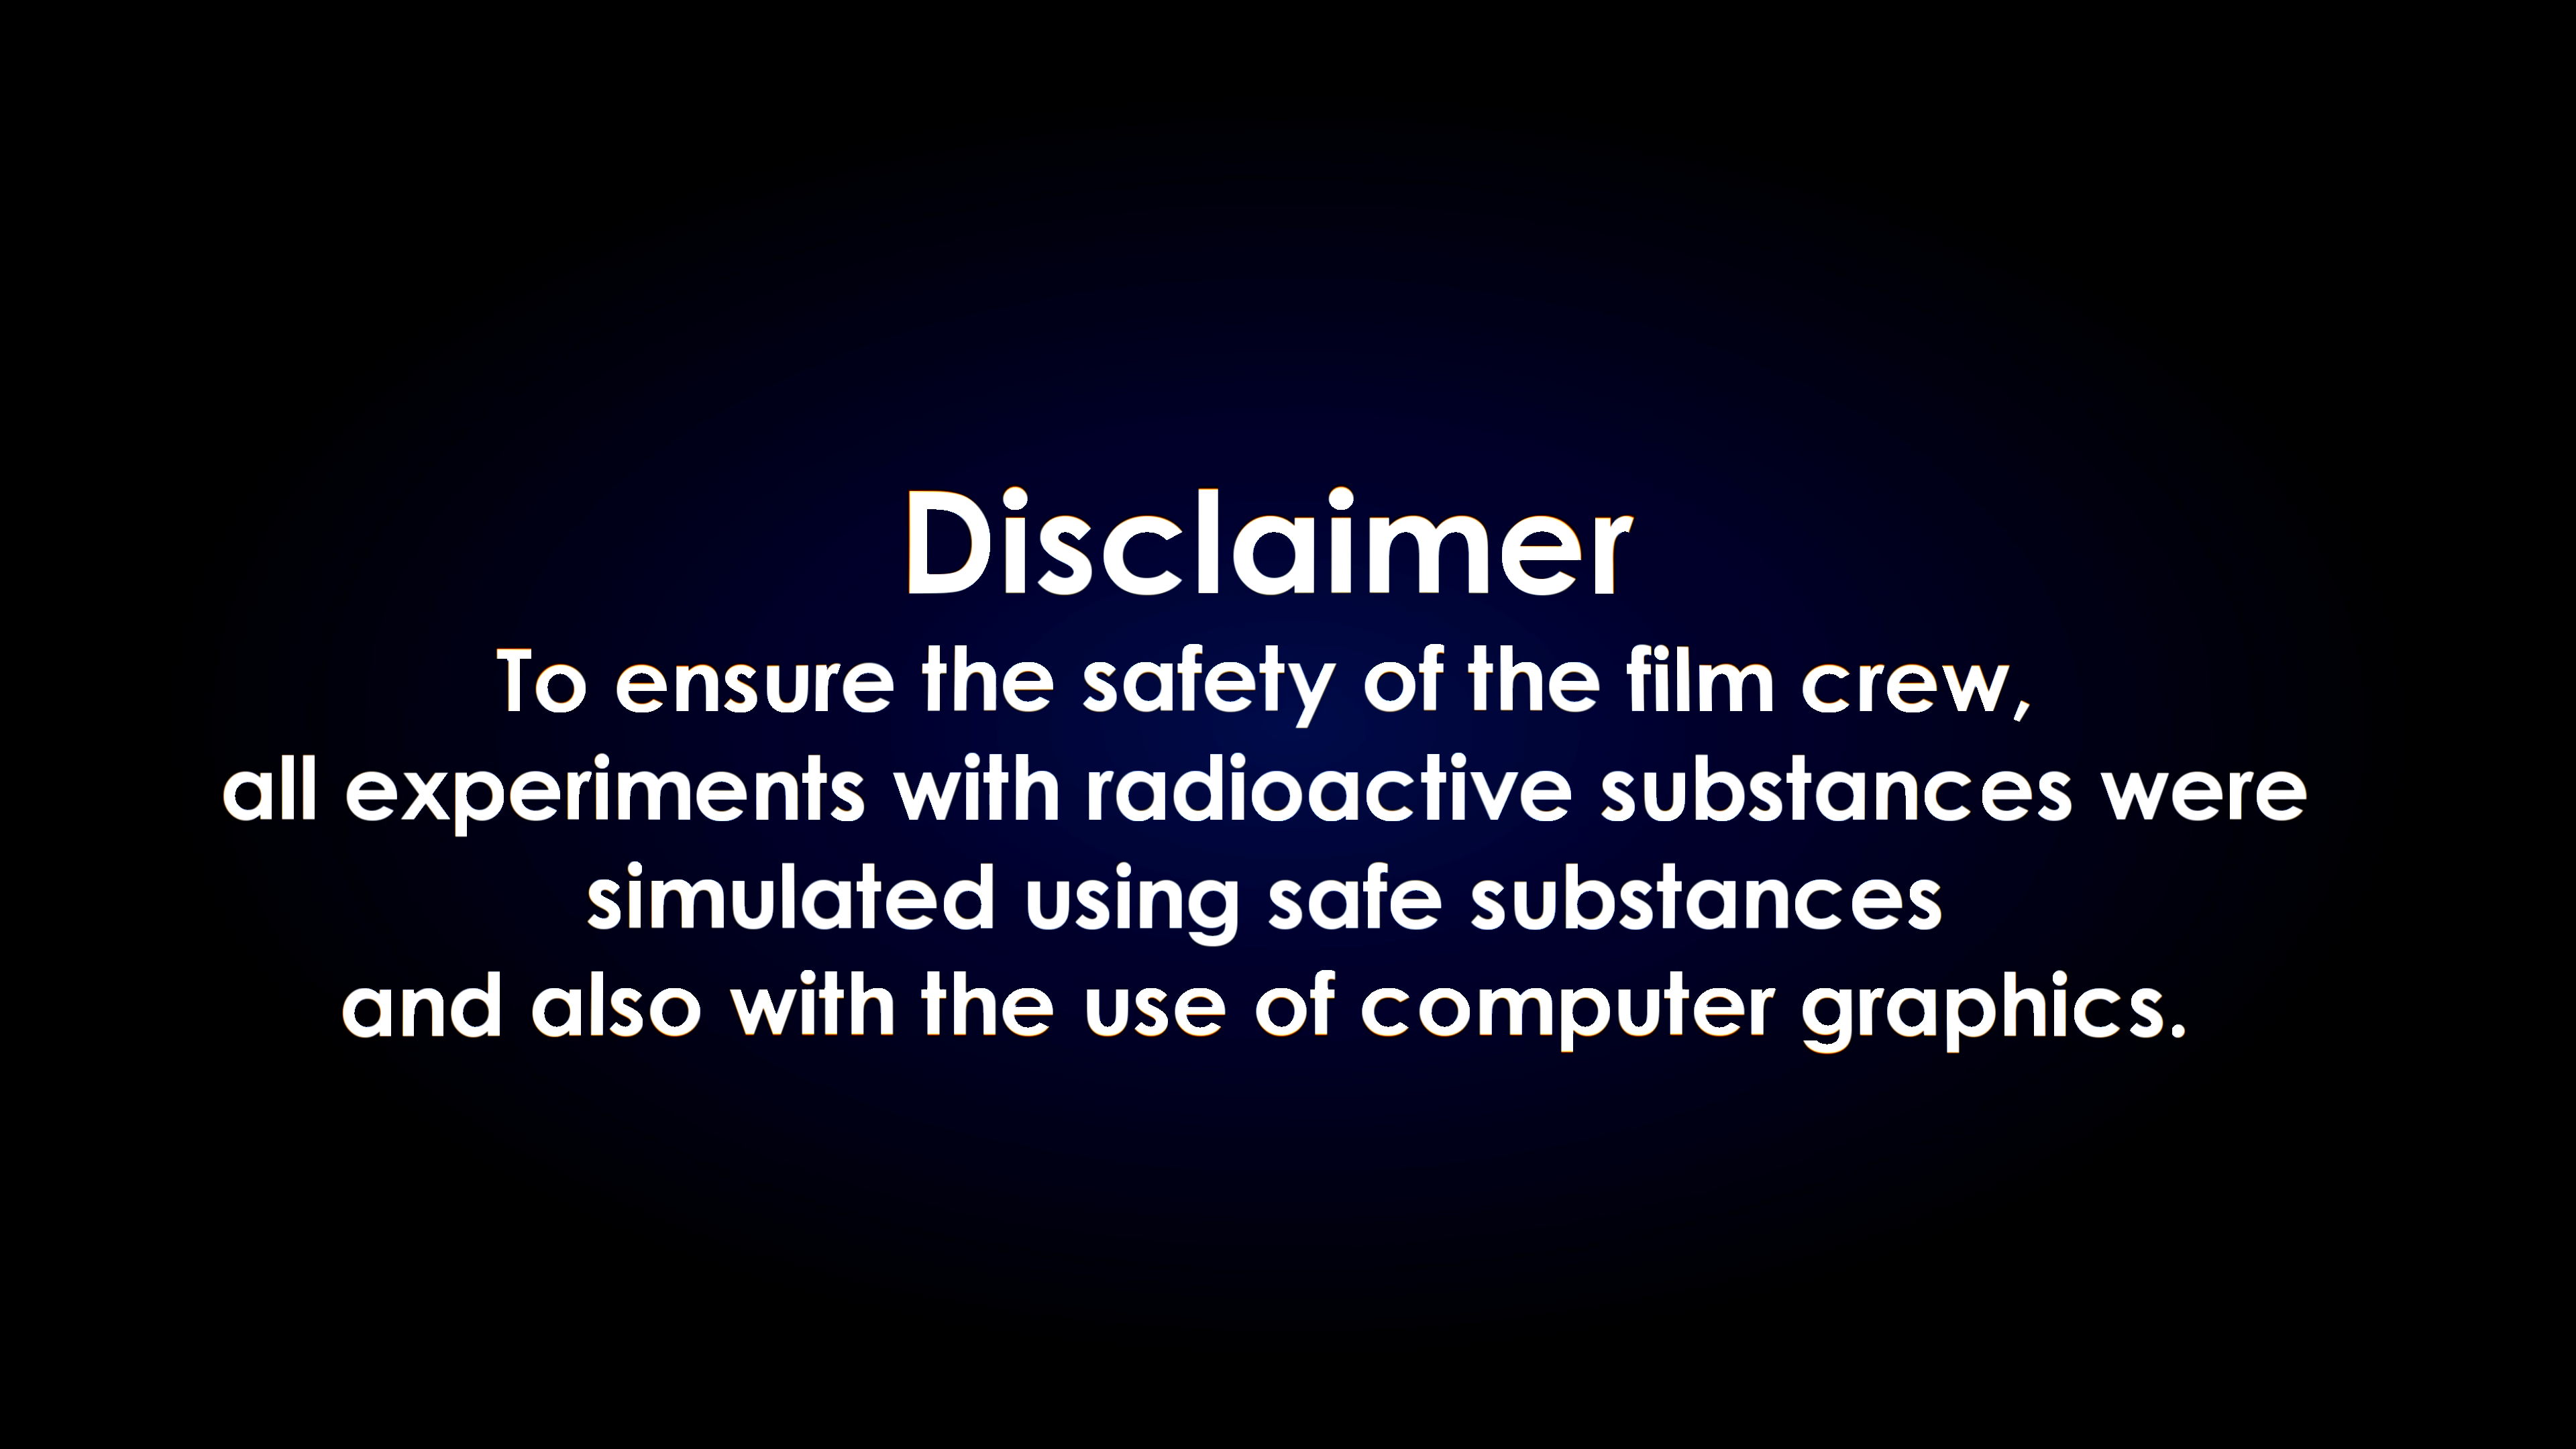 Disclaimer
To ensure the safety of the film crew,
all experiments with radioactive substances were
simulated using safe substances
and also with the use of computer graphics.